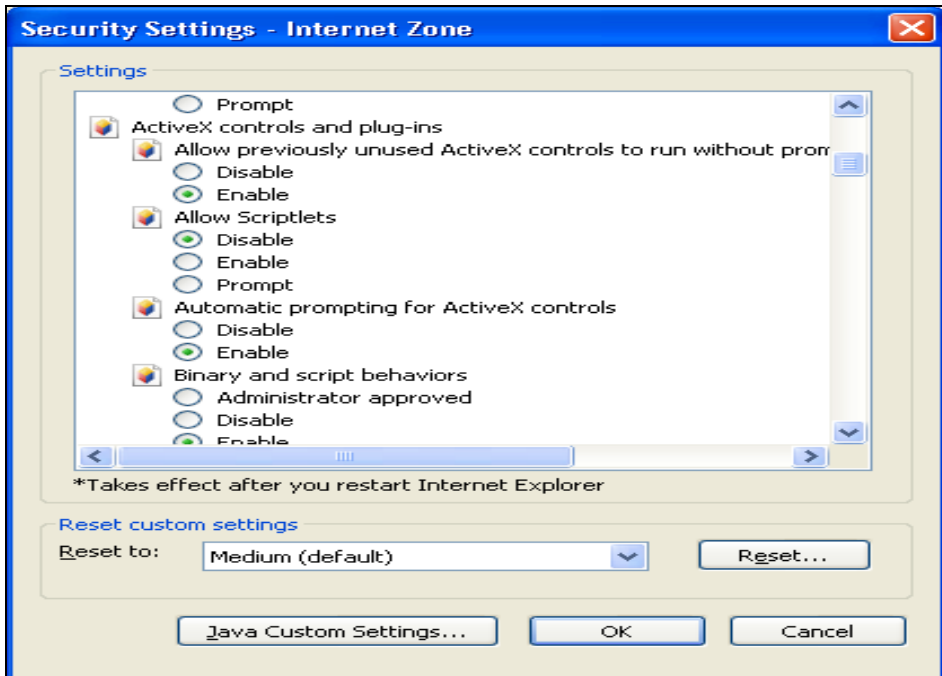 Security Settings - Internet Zone
Settings
Prompt
ActiveX controls and plug-ins
Allow previously unused ActiveX controls to run without prom
Disable
Enable
Allow Scriptlets
Disable
Enable
Prompt
Automatic prompting for ActiveX controls
Disable
Enable
Binary and script behaviors
Administrator approved
Disable
Enable
*Takes effect after you restart Internet Explorer
Reset custom settings
Reset to:
Medium (default)
Reset...
Java Custom Settings...
OK
Cancel